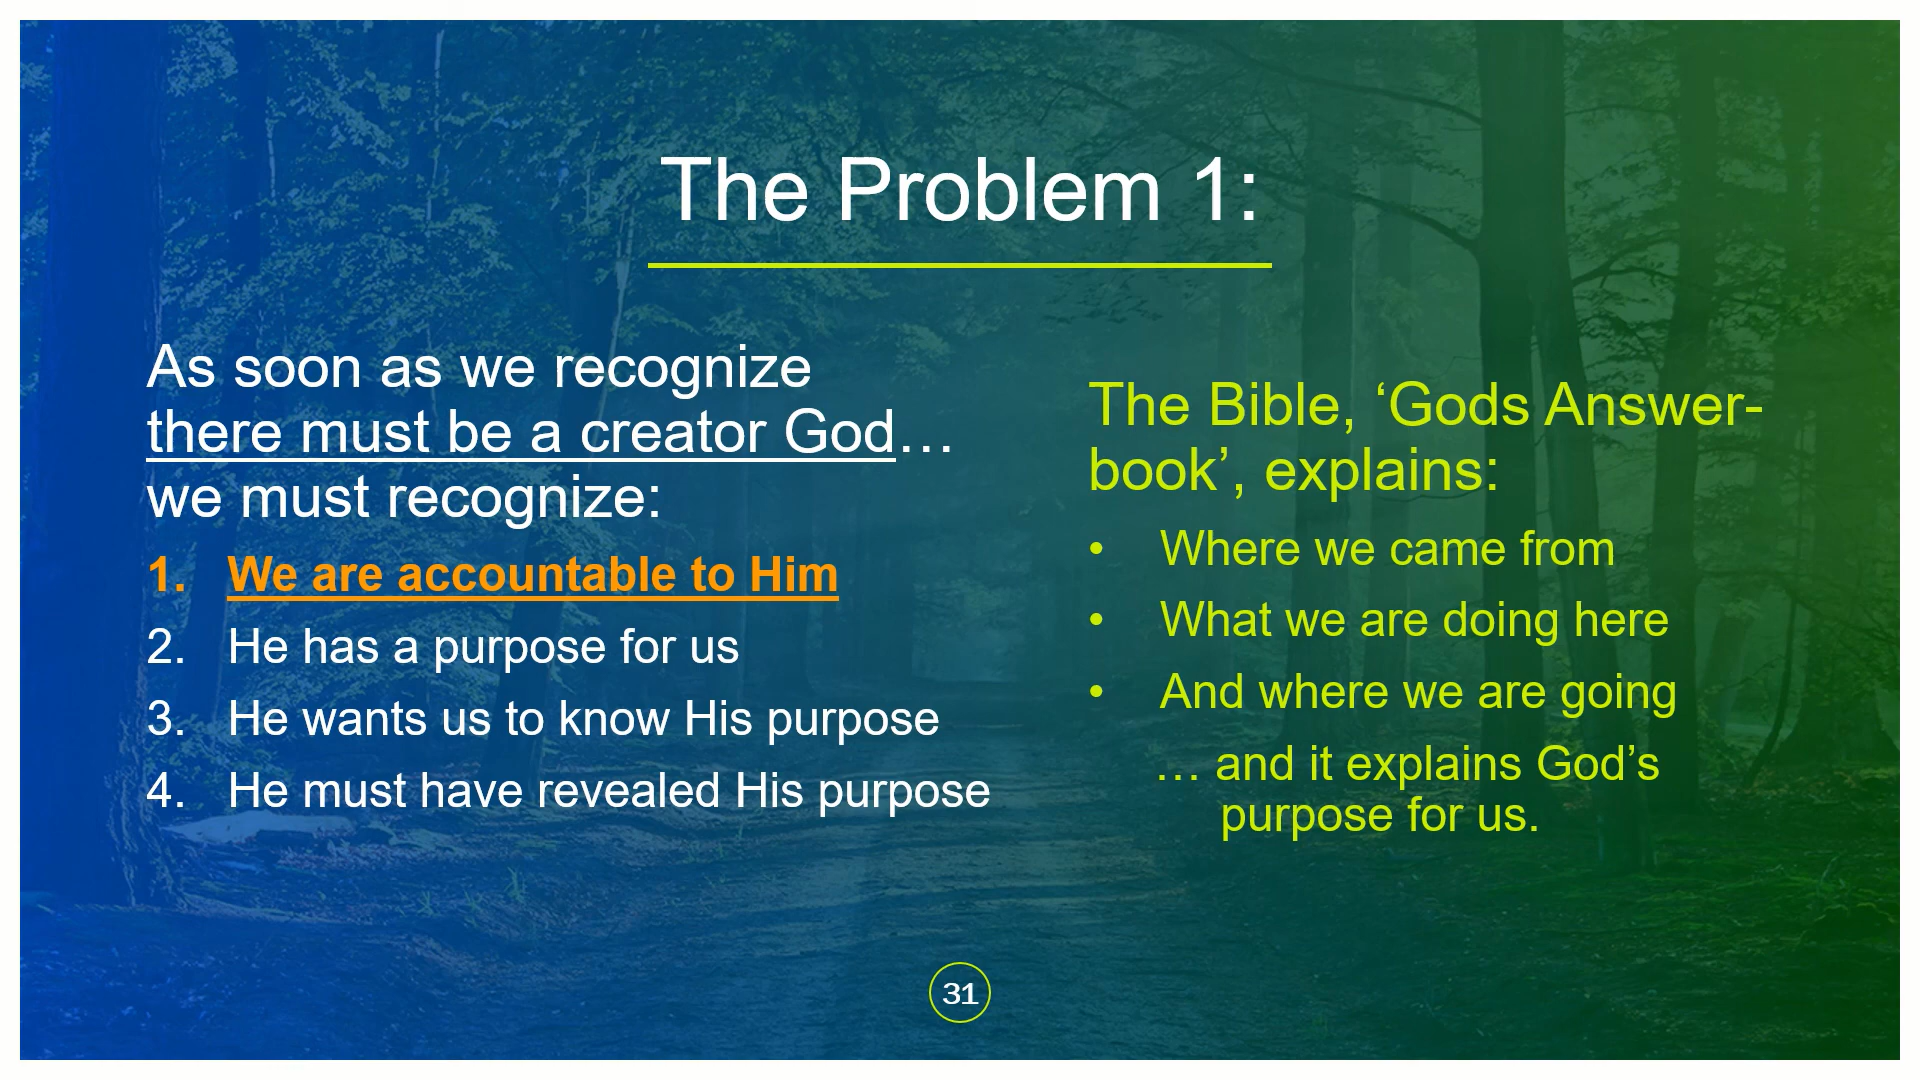 The Problem 1:
As soon as we recognize
there must be a creator God…
we must recognize:
1. We are accountable to Him
2. He has a purpose for us
3. He wants us to know His purpose
4. He must have revealed His purpose
The Bible, ‘Gods Answer-
book’, explains:
• Where we came from
• What we are doing here
• And where we are going
… and it explains God’s
purpose for us.
31